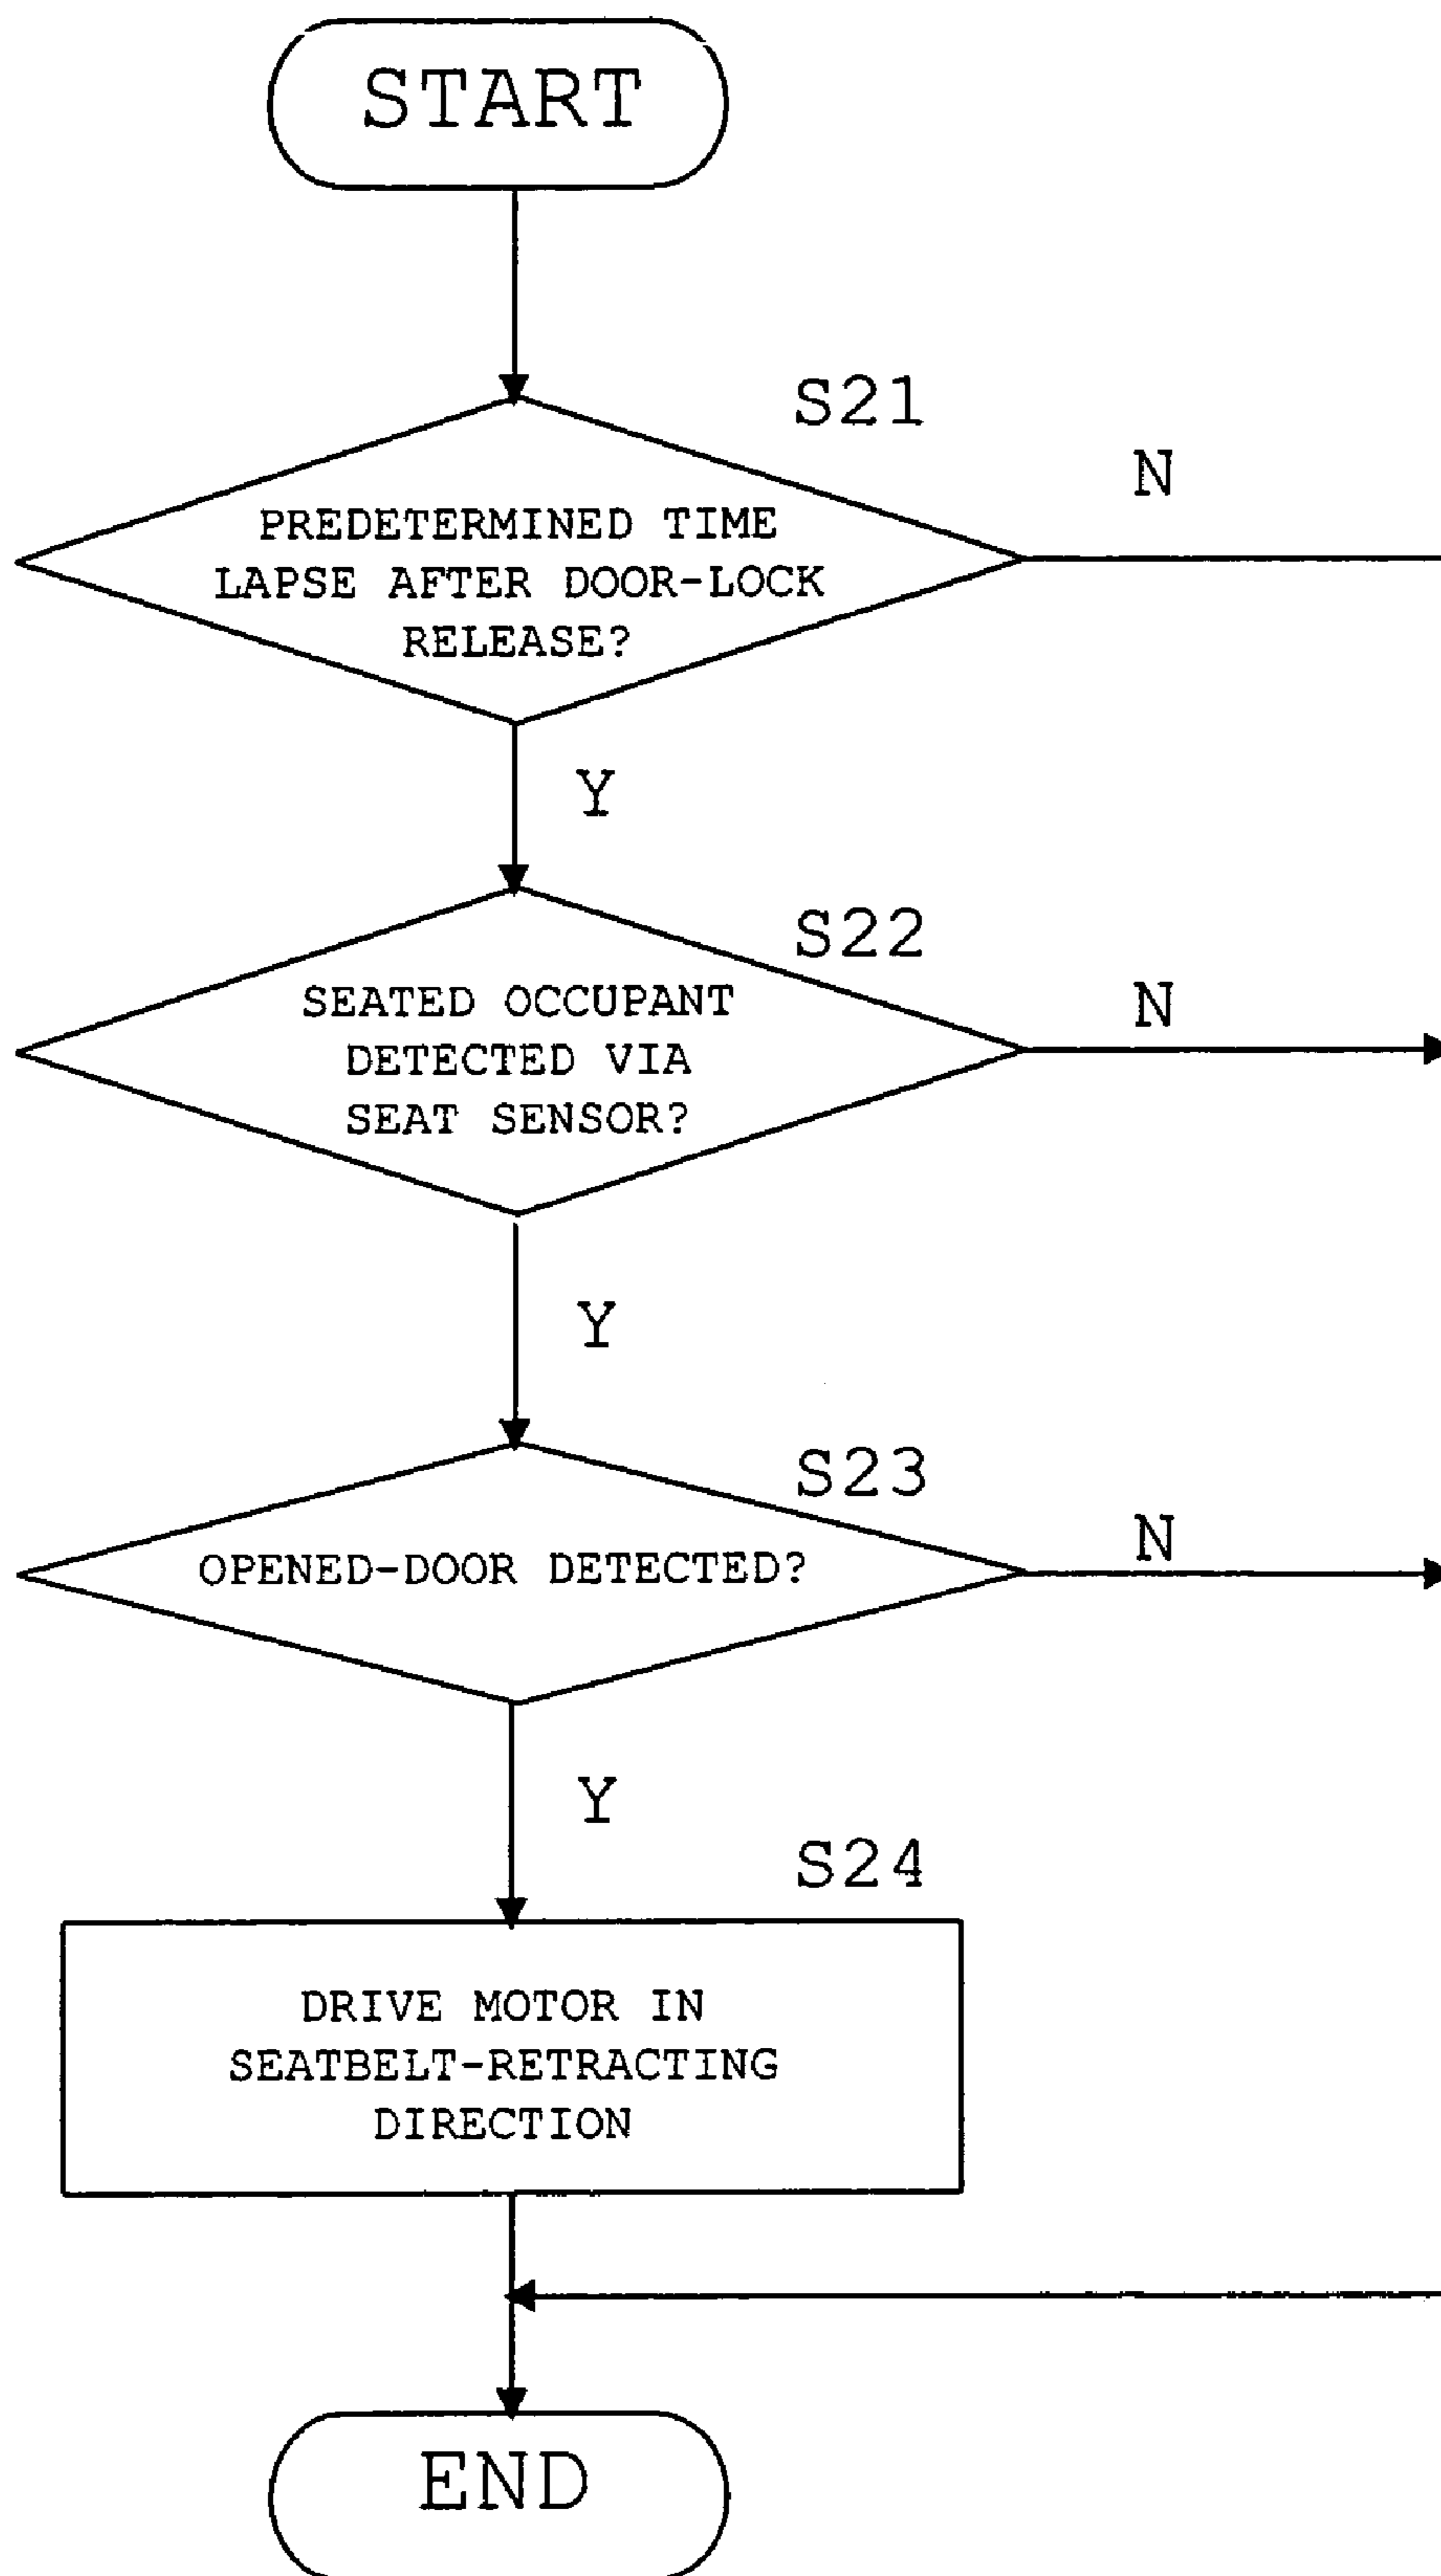 START
S21
N
PREDETERMINED TIME
LAPSE AFTER DOOR-LOCK
RELEASE?
Y
S22
N
SEATED OCCUPANT
DETECTED VIA
SEAT SENSOR?
Y
S23
N
OPENED-DOOR DETECTED?
Y
S24
DRIVE MOTOR IN
SEATBELT-RETRACTING
DIRECTION
END